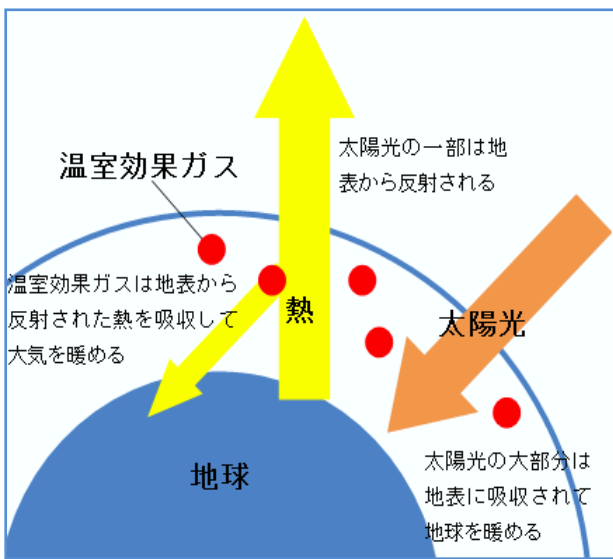 太陽光の一部は地
表から反射される
温室効果ガス
温室効果ガスは地表から
反射された熱を吸収して
大気を暖める
熱
太陽光
地球
太陽光の大部分は
地表に吸収されて
地球を暖める